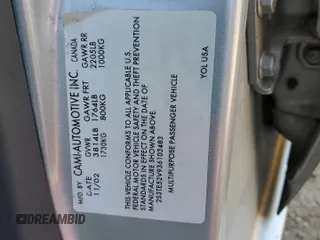 MFD. BY CAMI-AUTOMOTIVE INC. CANADA
DATE GVWR GAWR FRT GAWR RR
11/02 3814LB 1764LB 2205LB
1730KG 800KG 1000KG
THIS VEHICLE CONFORMS TO ALL APPLICABLE U.S.
FEDERAL MOTOR VEHICLE SAFETY AND THEFT PREVENTION
STANDARDS IN EFFECT ON THE DATE OF
MANUFACTURE SHOWN ABOVE.
2S3TE52V936103483
MULTIPURPOSE PASSENGER VEHICLE
YOL USA
DREAMBID